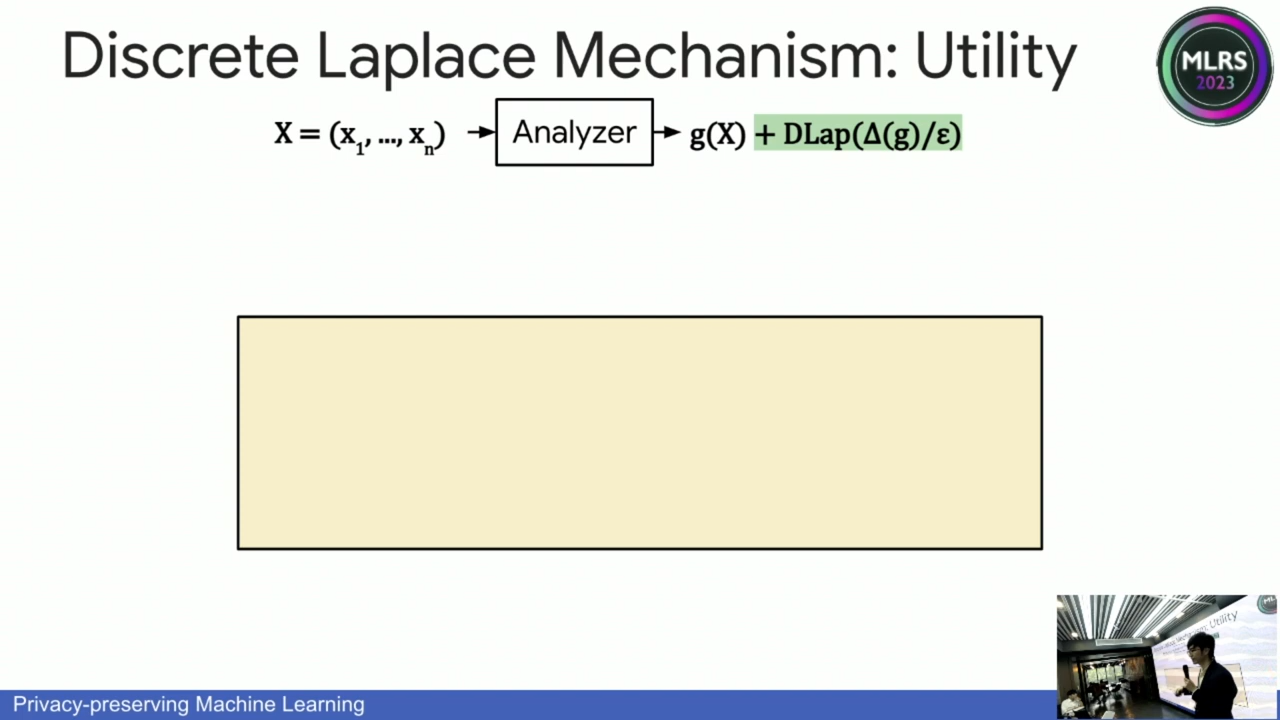 Discrete Laplace Mechanism: Utility
MLRS
2023
X = (x₁, ..., xₙ) → Analyzer → g(X) + DLap(Δ(g)/ε)
Privacy-preserving Machine Learning